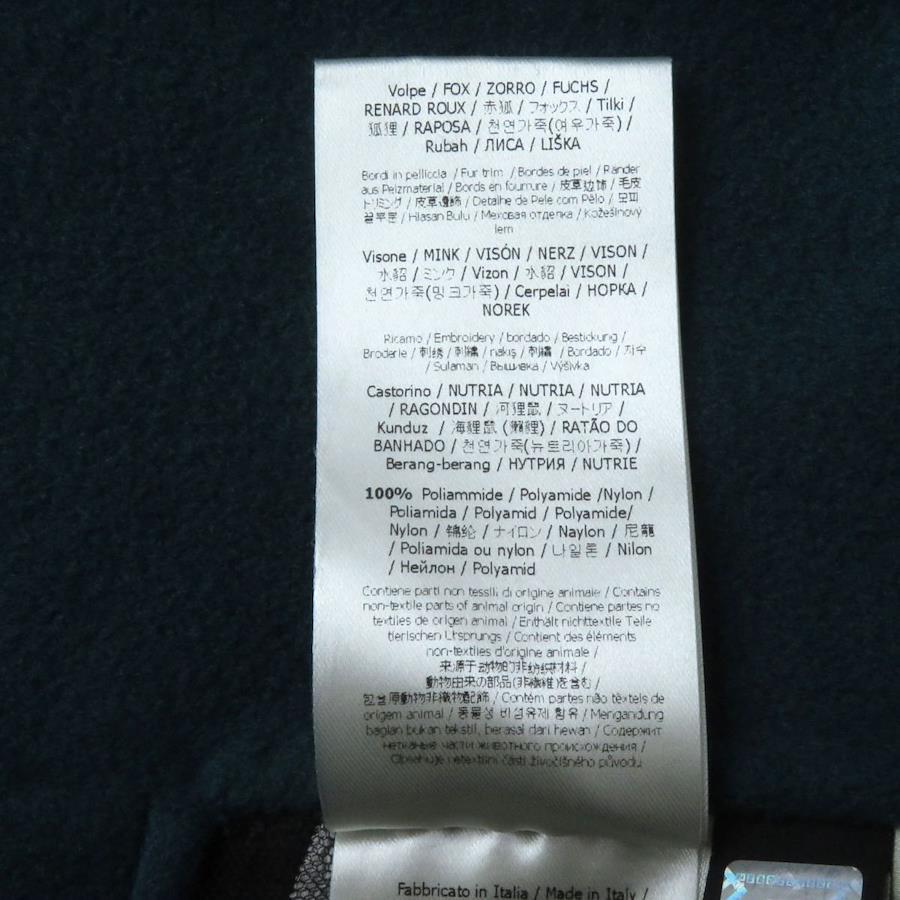 Volpe / FOX / ZORRO / FUCHS /
RENARD ROUX / 赤狐 / フォックス / Tilki /
狐狸 / RAPOSA / 천연가죽(여우가죽) /
Rubah / ЛИСА / LIŠKA
Bordi in pelliccia / Fur trim / Bordes de piel / Ränder
aus Pelzmaterial / Bords en fourrure / 皮草边饰 / 毛皮
トリミング / 皮草邊飾 / Detalhe de Pele com Pêlo / 모피
끝부분 / Hiasan Bulu / Меховая отделка / Kožešinový
lem
Visone / MINK / VISÓN / NERZ / VISON /
水貂 / ミンク / Vizon / 水貂 / VISON /
천연가죽(밍크가죽) / Cerpelai / НОРКА /
NOREK
Ricamo / Embroidery / bordado / Bestickung /
Broderie / 刺绣 / 刺繍 / nakış / 刺繡 / Bordado / 자수
/ Sulaman / Вышивка / Výšivka
Castorino / NUTRIA / NUTRIA / NUTRIA
/ RAGONDIN / 河狸鼠 / ヌートリア /
Kunduz / 海狸鼠 (獺狸) / RATÃO DO
BANHADO / 천연가죽(뉴트리아가죽) /
Berang-berang / НУТРИЯ / NUTRIE
100% Poliammide / Polyamide /Nylon /
Poliamida / Polyamid / Polyamide/
Nylon / 锦纶 / ナイロン / Naylon / 尼龍
/ Poliamida ou nylon / 나일론 / Nilon
/ Нейлон / Polyamid
Contiene parti non tessili di origine animale / Contains
non-textile parts of animal origin / Contiene partes no
textiles de origen animal / Enthält nichttextile Teile
tierischen Ursprungs / Contient des éléments
non-textiles d'origine animale /
来源于动物的非纺织材料 /
動物由来の部品(非繊維)を含む /
包含原動物非織物配飾 / Contém partes não têxteis de
origem animal / 동물성 비섬유제 함유 / Mengandung
bagian bukan tekstil, berasal dari hewan / Содержит
нетканые части животного происхождения /
Obsahuje netextilní části živočišného původu
Fabbricato in Italia / Made in Italy /